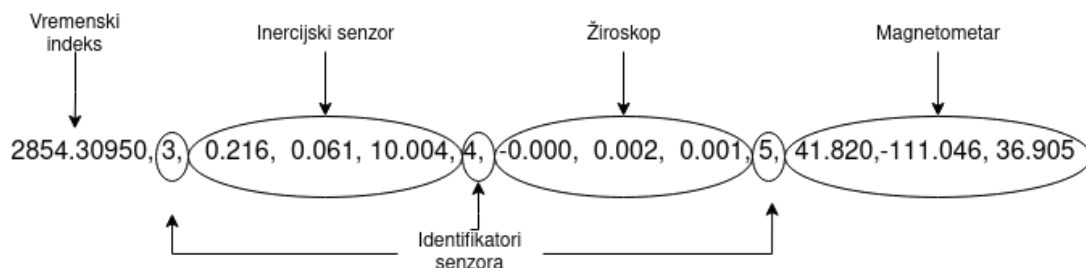 Vremenski
indeks
Inercijski senzor
Žiroskop
Magnetometar
2854.30950, 3, 0.216, 0.061, 10.004, 4, -0.000, 0.002, 0.001, 5, 41.820,-111.046, 36.905
Identifikatori
senzora